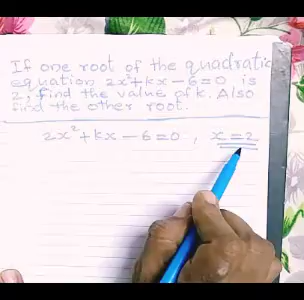 If one root of the quadratic
equation 2x²+kx-6=0 is
2, find the value of k. Also
find the other root.
2x²+kx-6=0, x=2